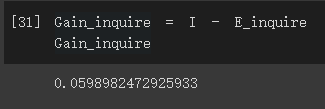 [31] Gain_inquire = I - E_inquire
Gain_inquire
0.0598982472925933